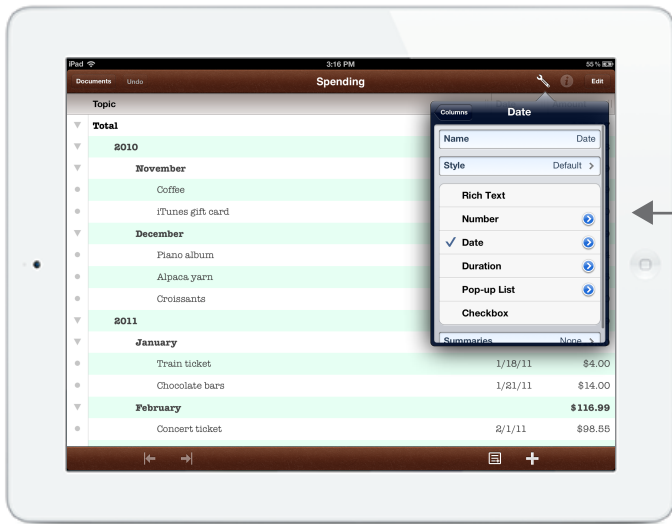 iPad 3:16 PM 55 %
Documents Undo Spending Edit
Topic
Total
2010
November
Coffee
iTunes gift card
December
Piano album
Alpaca yarn
Croissants
2011
January
Train ticket 1/18/11 $4.00
Chocolate bars 1/21/11 $14.00
February $116.99
Concert ticket 2/1/11 $98.55
Columns Date
Name Date
Style Default
Rich Text
Number
Date
Duration
Pop-up List
Checkbox
Summaries None